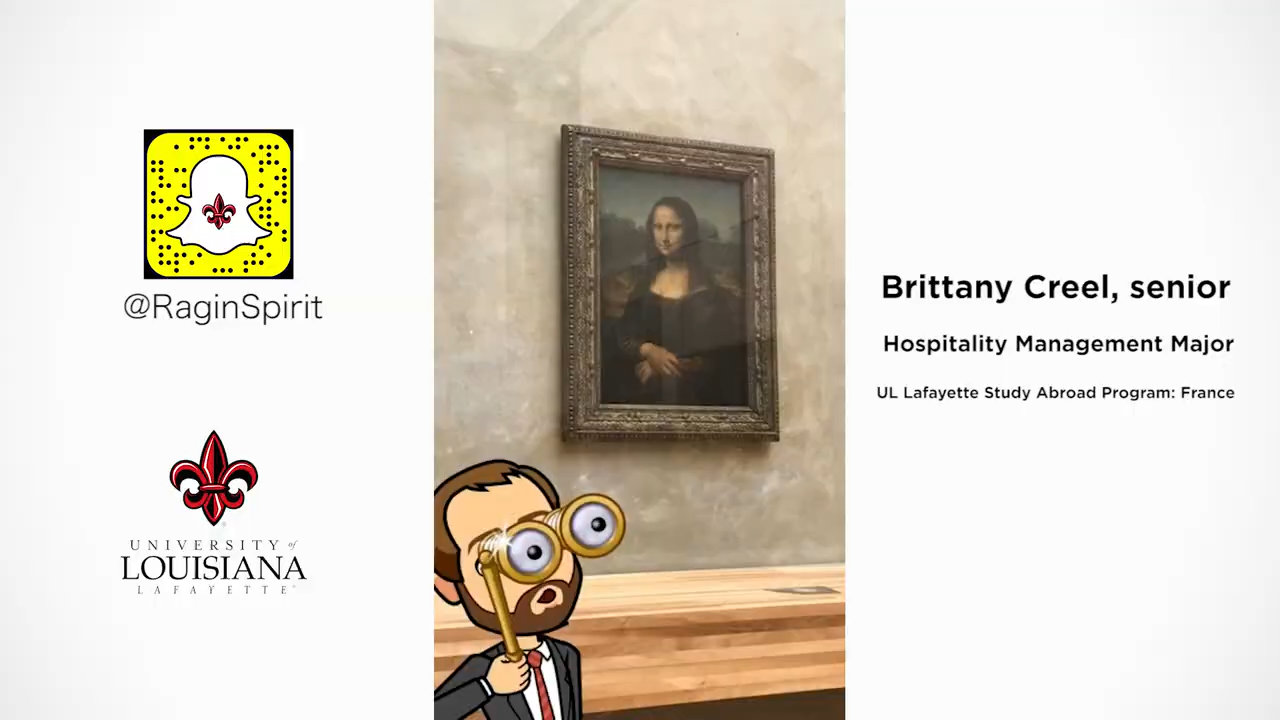 @RaginSpirit
UNIVERSITY of
LOUISIANA
LAFAYETTE
Brittany Creel, senior
Hospitality Management Major
UL Lafayette Study Abroad Program: France